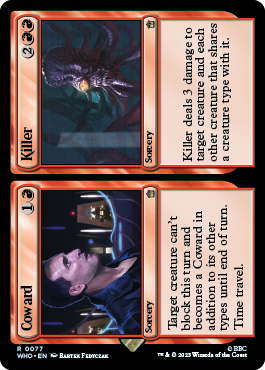 Killer 2RR
Sorcery
Killer deals 3 damage to
target creature and each
other creature that shares
a creature type with it.
Coward 1R
Sorcery
Target creature can't
block this turn and
becomes a Coward in
addition to its other
types until end of turn.
Time travel.
R 0077
WHO • EN BARTEK FEDYCZAK
© BBC
™ & © 2023 Wizards of the Coast